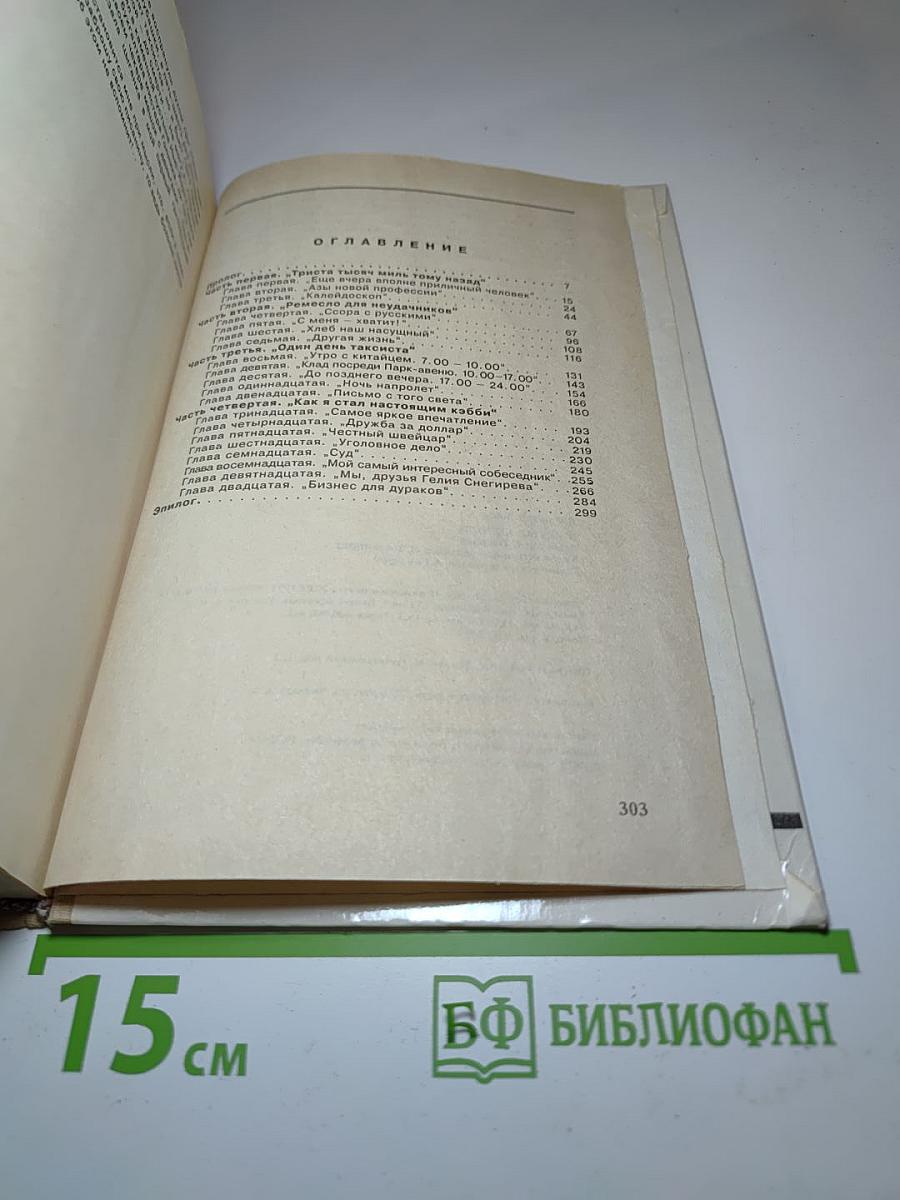 ОГЛАВЛЕНИЕ
Пролог. 7
Часть первая. „Триста тысяч миль тому назад"
Глава первая. „Еще вчера вполне приличный человек". 15
Глава вторая. „Азы новой профессии". 24
Глава третья. „Калейдоскоп". 44
Часть вторая. „Ремесло для неудачников"
Глава четвертая. „Ссора с русскими". 67
Глава пятая. „С меня — хватит!". 96
Глава шестая. „Хлеб наш насущный". 108
Глава седьмая. „Другая жизнь". 116
Часть третья. „Один день таксиста"
Глава восьмая. „Утро с китайцем. 7.00 — 10.00". 131
Глава девятая. „Клад посреди Парк-авеню. 10.00—17.00". 143
Глава десятая. „До позднего вечера. 17.00 — 24.00". 154
Глава одиннадцатая. „Ночь напролет". 166
Глава двенадцатая. „Письмо с того света". 180
Часть четвертая. „Как я стал настоящим кэбби"
Глава тринадцатая. „Самое яркое впечатление". 193
Глава четырнадцатая. „Дружба за доллар". 204
Глава пятнадцатая. „Честный швейцар". 219
Глава шестнадцатая. „Уголовное дело". 230
Глава семнадцатая. „Суд". 245
Глава восемнадцатая. „Мой самый интересный собеседник". 255
Глава девятнадцатая. „Мы, друзья Гелия Снегирева". 266
Глава двадцатая. „Бизнес для дураков". 284
Эпилог. 299
303
15 см
БФ БИБЛИОФАН